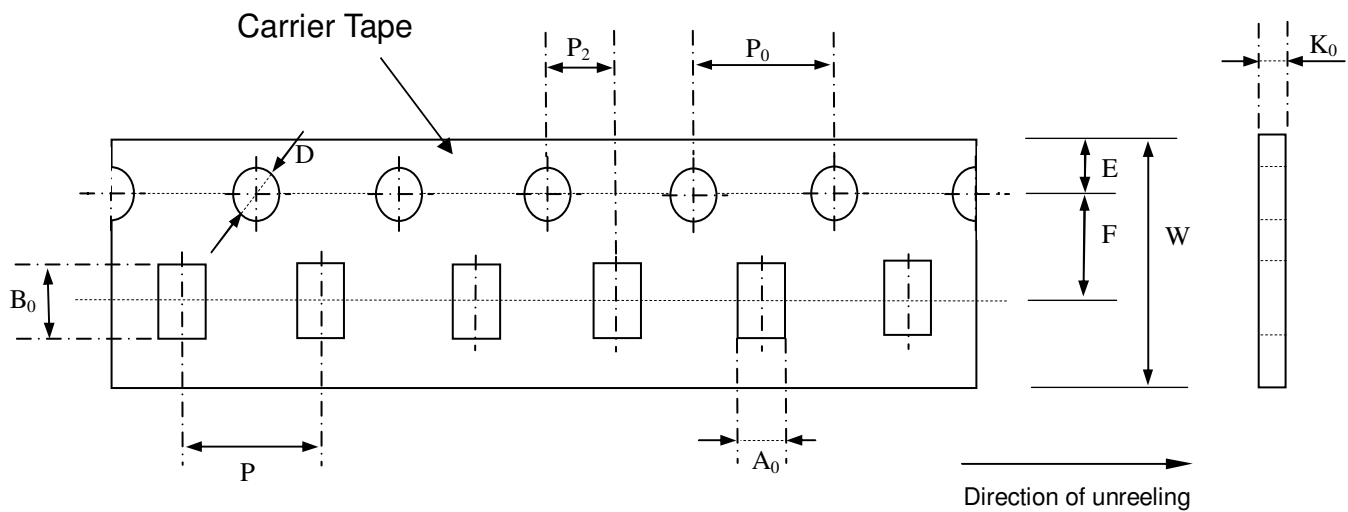 Carrier Tape
P₂
P₀
K₀
D
E
F
W
B₀
P
A₀
Direction of unreeling